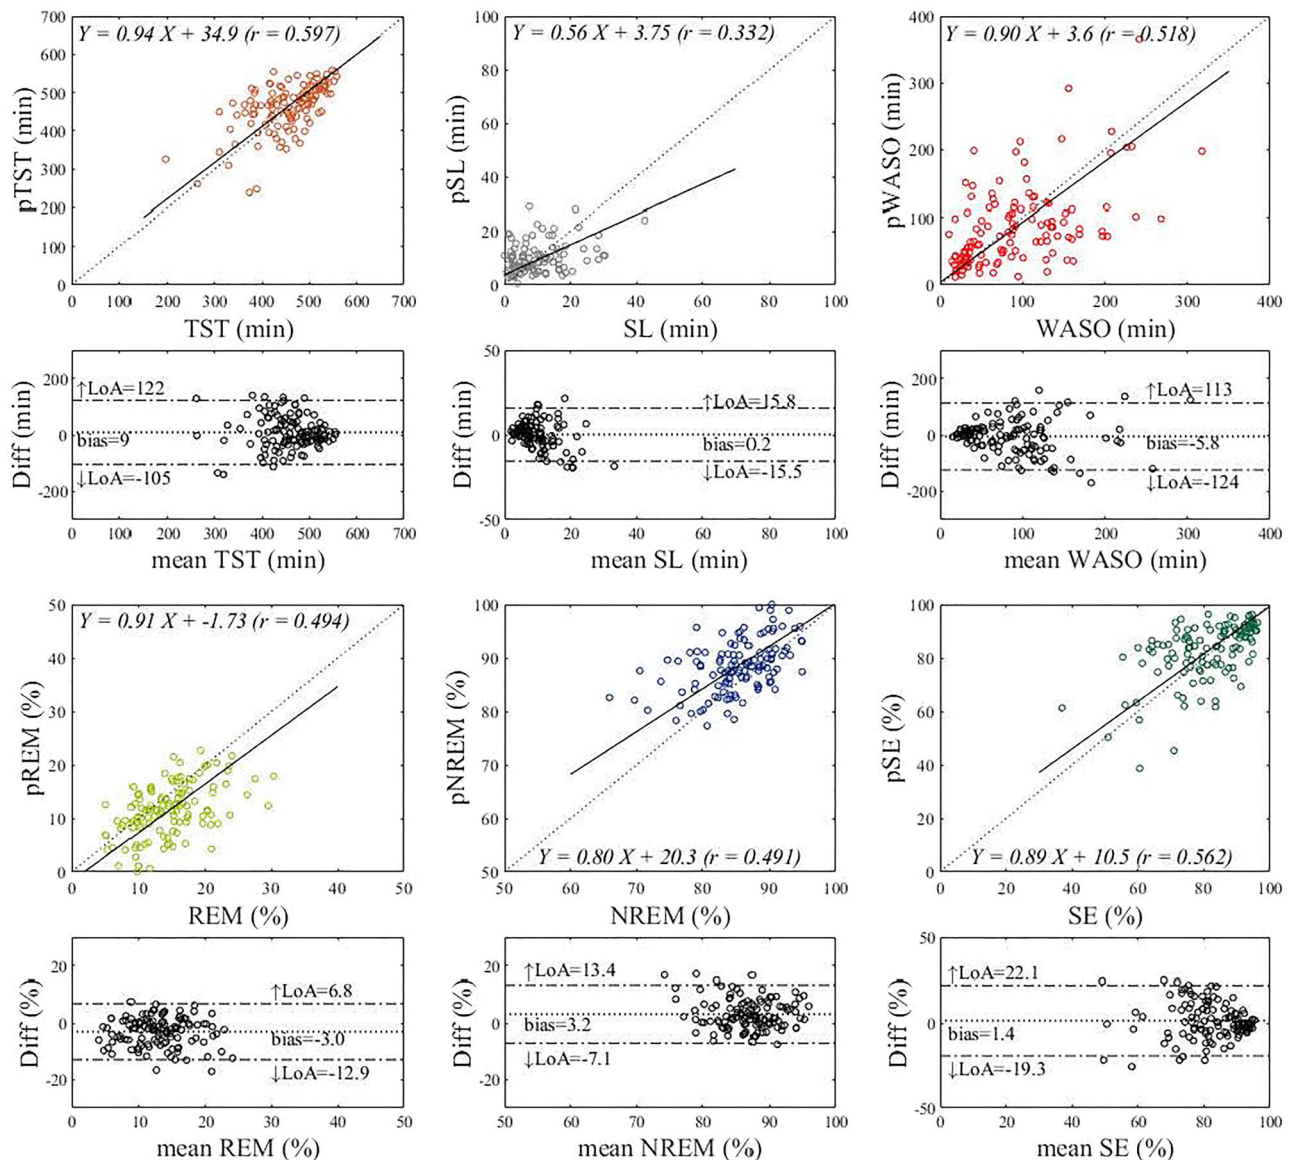 Y = 0.94 X + 34.9 (r = 0.597)
700
600
500
400
300
200
100
0
pTST (min)
0 100 200 300 400 500 600 700
TST (min)
Y = 0.56 X + 3.75 (r = 0.332)
100
80
60
40
20
0
pSL (min)
0 20 40 60 80 100
SL (min)
Y = 0.90 X + 3.6 (r = 0.518)
400
300
200
100
0
pWASO (min)
0 100 200 300 400
WASO (min)
200
0
-200
Diff (min)
↑LoA=122
bias=9
↓LoA=-105
0 100 200 300 400 500 600 700
mean TST (min)
50
0
-50
Diff (min)
↑LoA=15.8
bias=0.2
↓LoA=-15.5
0 20 40 60 80 100
mean SL (min)
200
0
-200
Diff (min)
↑LoA=113
bias=-5.8
↓LoA=-124
0 100 200 300 400
mean WASO (min)
Y = 0.91 X + -1.73 (r = 0.494)
50
40
30
20
10
0
pREM (%)
0 10 20 30 40 50
REM (%)
100
90
80
70
60
50
pNREM (%)
Y = 0.80 X + 20.3 (r = 0.491)
50 60 70 80 90 100
NREM (%)
100
80
60
40
20
0
pSE (%)
Y = 0.89 X + 10.5 (r = 0.562)
0 20 40 60 80 100
SE (%)
20
0
-20
Diff (%)
↑LoA=6.8
bias=-3.0
↓LoA=-12.9
0 10 20 30 40 50
mean REM (%)
20
0
-20
Diff (%)
↑LoA=13.4
bias=3.2
↓LoA=-7.1
50 60 70 80 90 100
mean NREM (%)
50
0
-50
Diff (%)
↑LoA=22.1
bias=1.4
↓LoA=-19.3
0 20 40 60 80 100
mean SE (%)